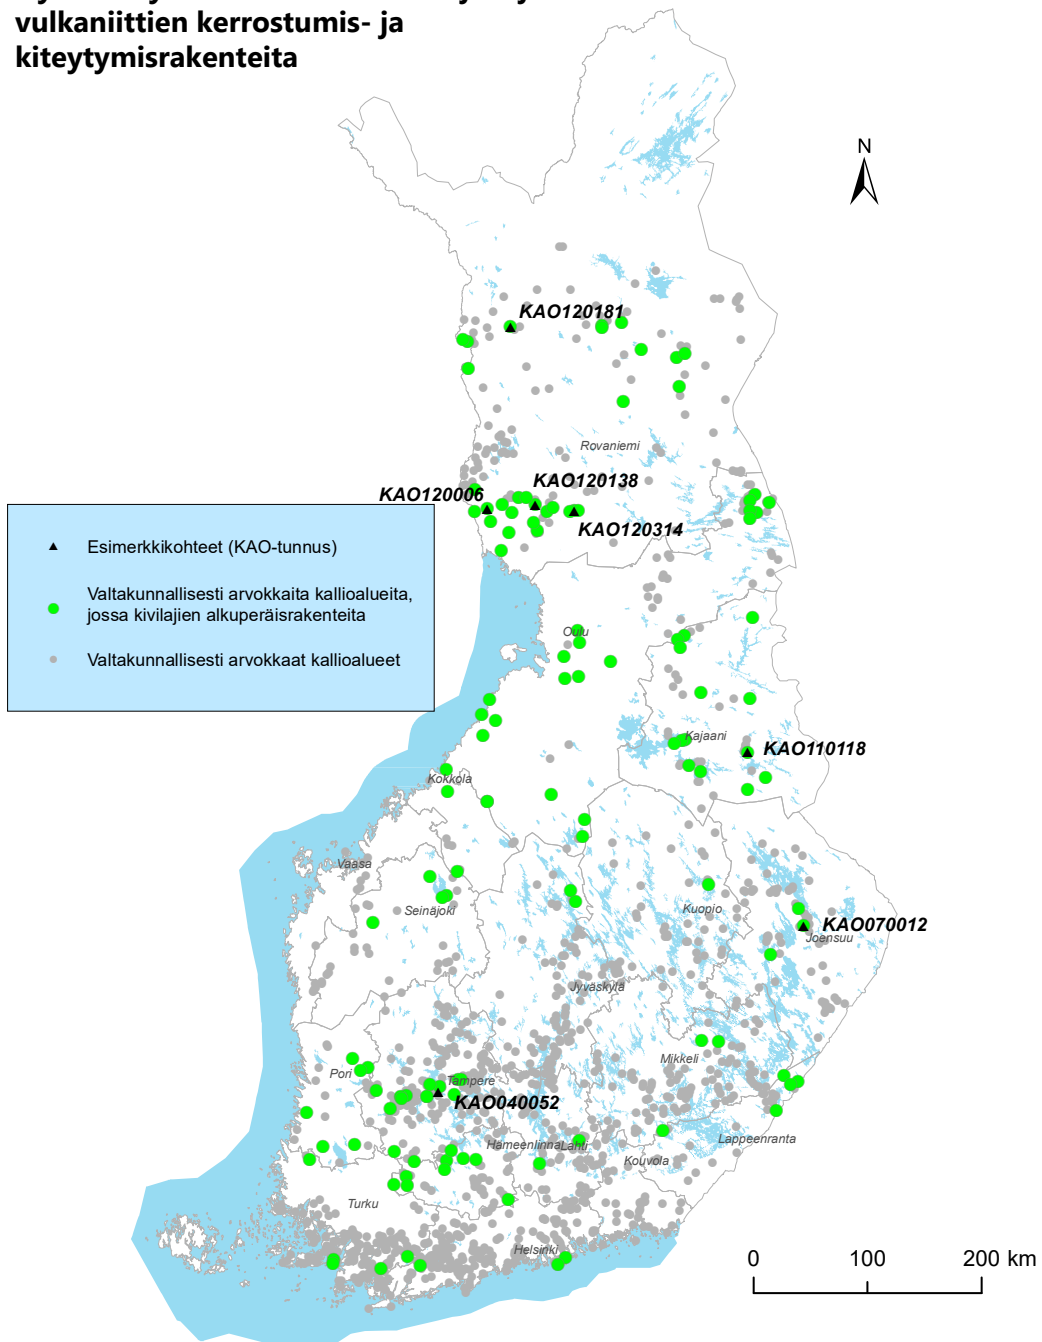 vulkaniittien kerrostumis- ja
kiteytymisrakenteita
N
KAO120181
Rovaniemi
KAO120138
KAO120006
KAO120314
Esimerkkikohteet (KAO-tunnus)
Valtakunnallisesti arvokkaita kallioalueita,
jossa kivilajien alkuperäisrakenteita
Valtakunnallisesti arvokkaat kallioalueet
Oulu
Kajaani
KAO110118
Kokkola
Vaasa
Seinäjoki
Kuopio
KAO070012
Joensuu
Jyväskylä
Mikkeli
Pori
Tampere
KAO040052
Lappeenranta
Hämeenlinna
Lahti
Kouvola
Turku
Helsinki
0 100 200 km